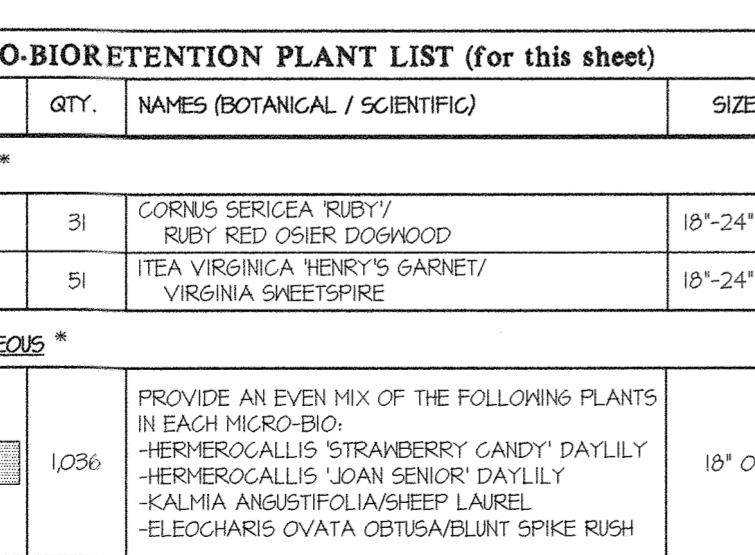 O-BIORETENTION PLANT LIST (for this sheet)
QTY. NAMES (BOTANICAL / SCIENTIFIC) SIZE
*
31 CORNUS SERICEA 'RUBY'/ 18"-24"
RUBY RED OSIER DOGWOOD
51 ITEA VIRGINICA 'HENRY'S GARNET/ 18"-24"
VIRGINIA SWEETSPIRE
EOUS *
PROVIDE AN EVEN MIX OF THE FOLLOWING PLANTS
IN EACH MICRO-BIO:
-HERMEROCALLIS 'STRAWBERRY CANDY' DAYLILY
1,036 -HERMEROCALLIS 'JOAN SENIOR' DAYLILY 18" O
-KALMIA ANGUSTIFOLIA/SHEEP LAUREL
-ELEOCHARIS OVATA OBTUSA/BLUNT SPIKE RUSH